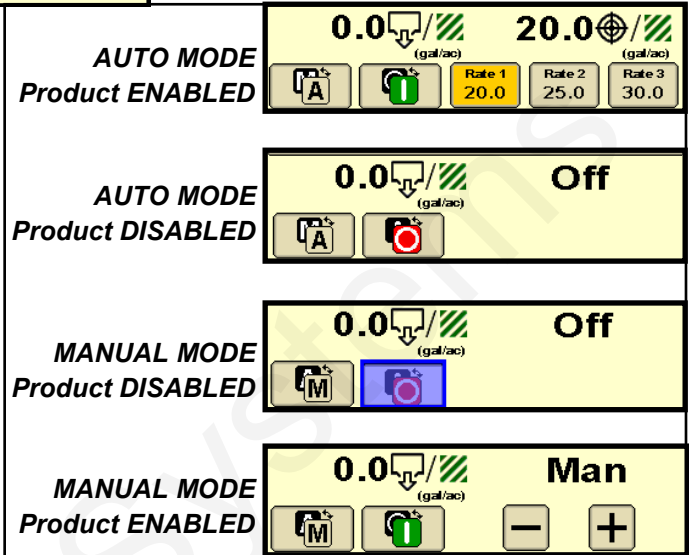 0.0 / 20.0 /
(gal/ac) (gal/ac)
AUTO MODE
Product ENABLED
A I Rate 1 Rate 2 Rate 3
20.0 25.0 30.0
0.0 / Off
(gal/ac)
AUTO MODE
Product DISABLED
A
0.0 / Off
(gal/ac)
MANUAL MODE
Product DISABLED
M
0.0 / Man
(gal/ac)
MANUAL MODE
Product ENABLED
M I − +
systems